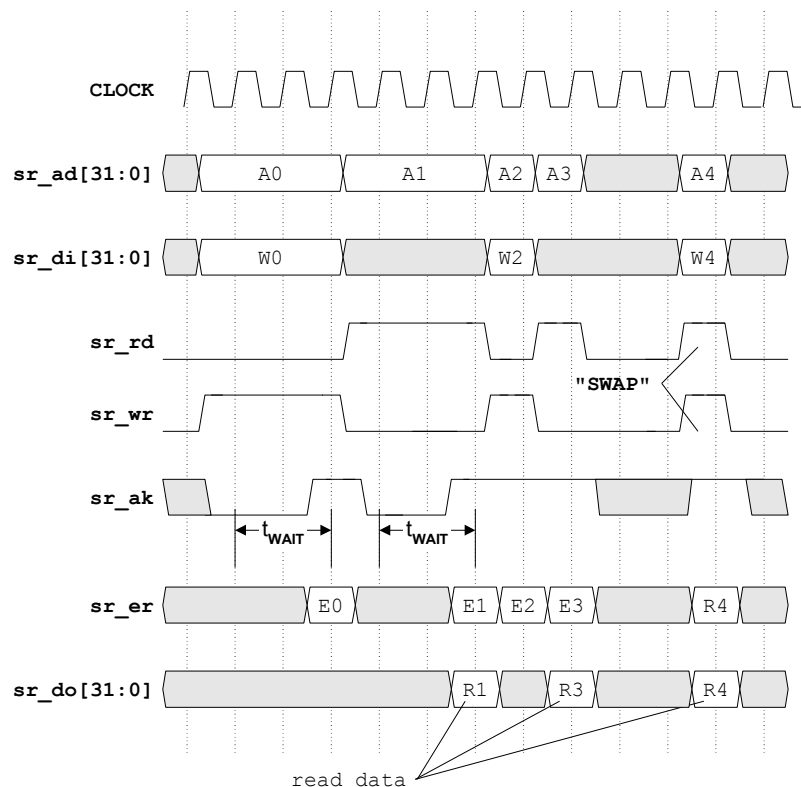 CLOCK
sr_ad[31:0] A0 A1 A2 A3 A4
sr_di[31:0] W0 W2 W4
sr_rd
"SWAP"
sr_wr
sr_ak
tWAIT tWAIT
sr_er E0 E1 E2 E3 R4
sr_do[31:0] R1 R3 R4
read data